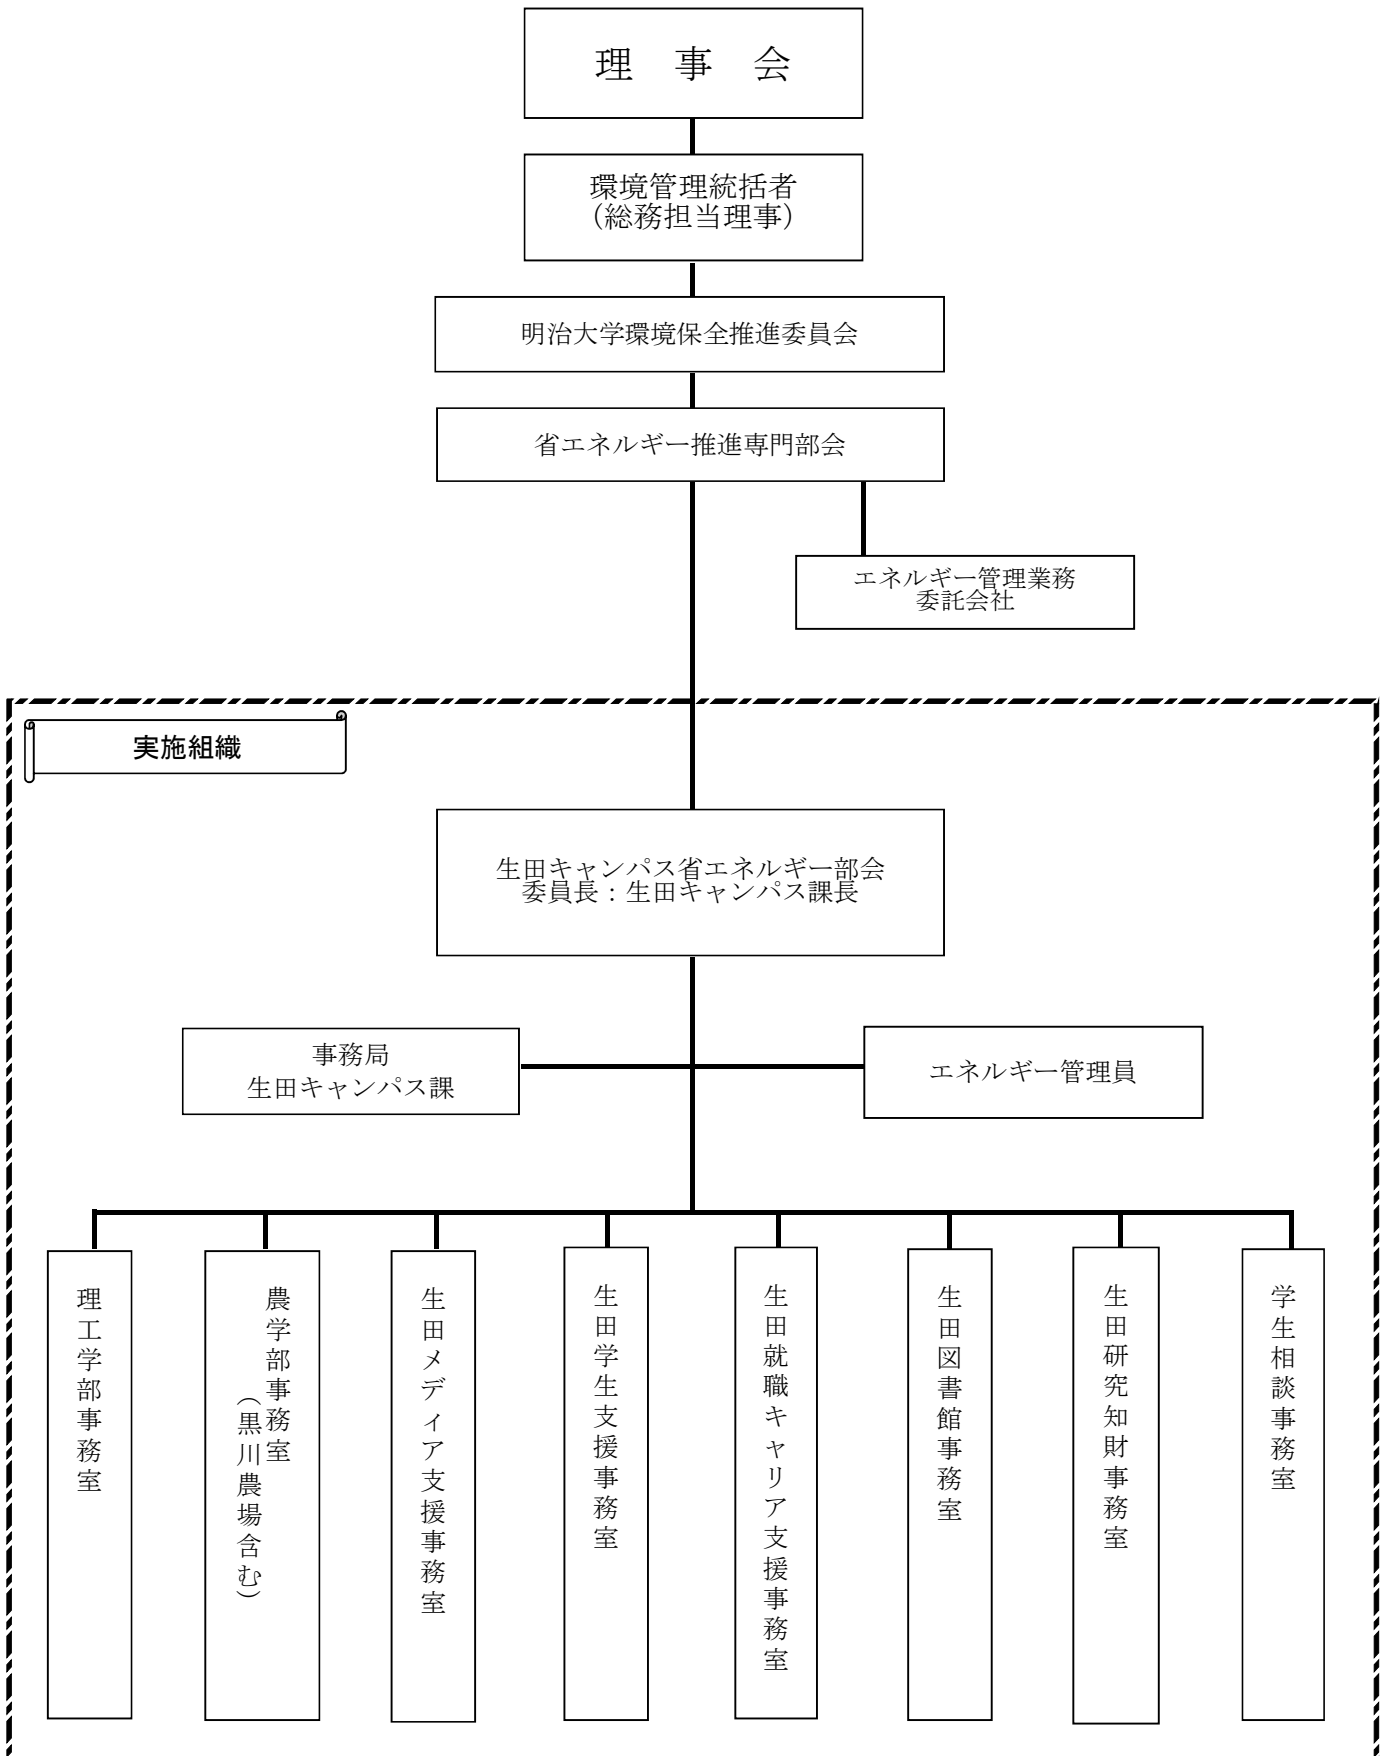 理　事　会
環境管理統括者
（総務担当理事）
明治大学環境保全推進委員会
省エネルギー推進専門部会
エネルギー管理業務
委託会社
実施組織
生田キャンパス省エネルギー部会
委員長：生田キャンパス課長
事務局
生田キャンパス課
エネルギー管理員
理工学部事務室
農学部事務室
（黒川農場含む）
生田メディア支援事務室
生田学生支援事務室
生田就職キャリア支援事務室
生田図書館事務室
生田研究知財事務室
学生相談事務室